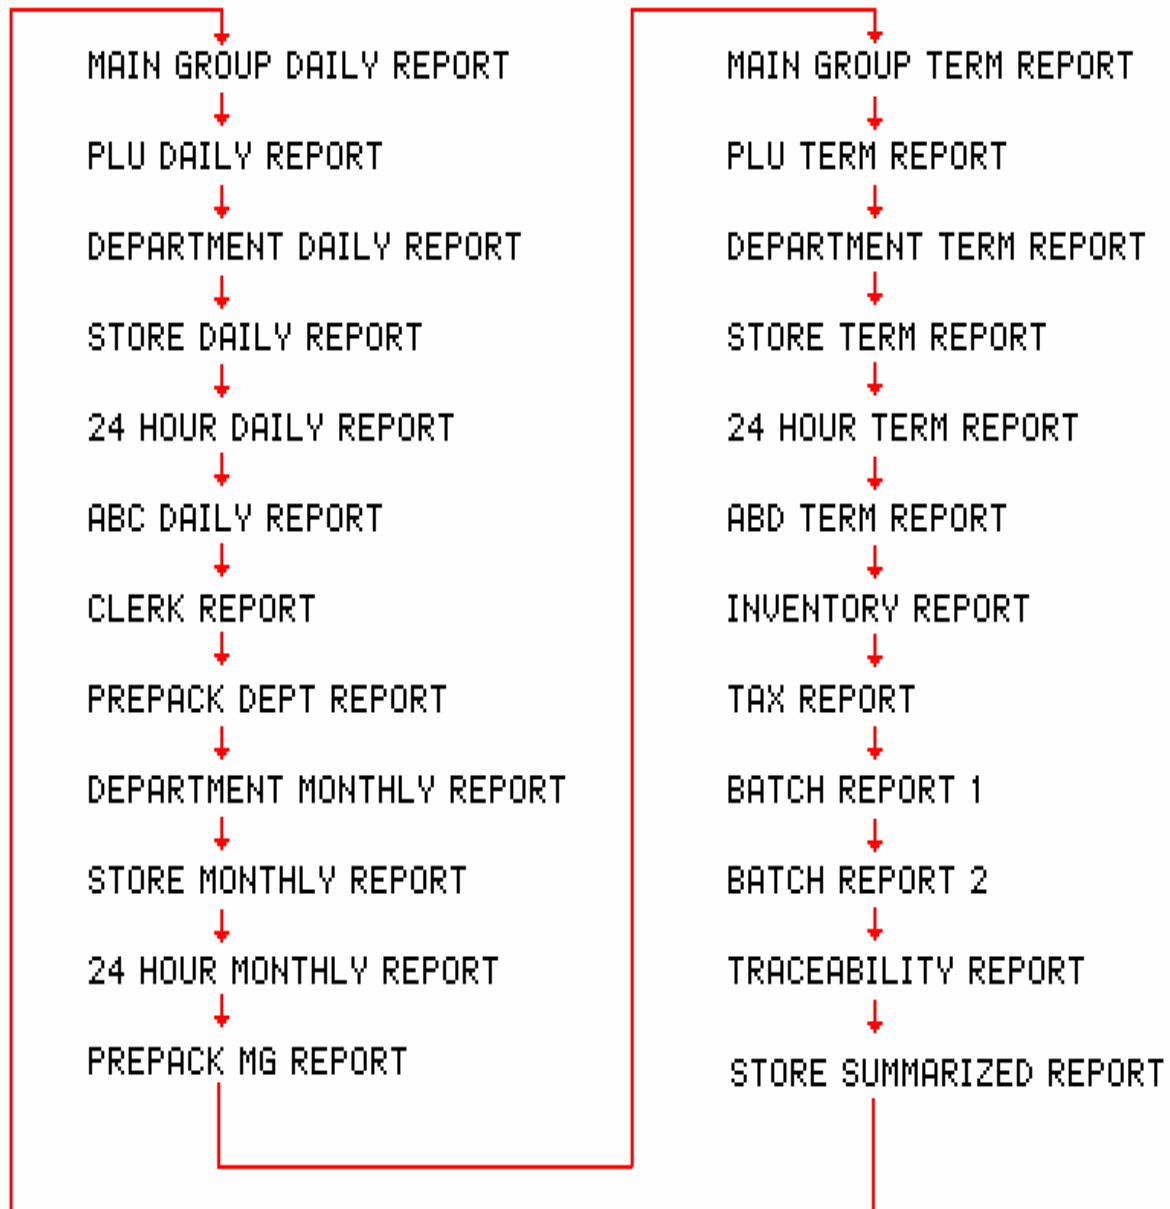 MAIN GROUP DAILY REPORT
PLU DAILY REPORT
DEPARTMENT DAILY REPORT
STORE DAILY REPORT
24 HOUR DAILY REPORT
ABC DAILY REPORT
CLERK REPORT
PREPACK DEPT REPORT
DEPARTMENT MONTHLY REPORT
STORE MONTHLY REPORT
24 HOUR MONTHLY REPORT
PREPACK MG REPORT
MAIN GROUP TERM REPORT
PLU TERM REPORT
DEPARTMENT TERM REPORT
STORE TERM REPORT
24 HOUR TERM REPORT
ABD TERM REPORT
INVENTORY REPORT
TAX REPORT
BATCH REPORT 1
BATCH REPORT 2
TRACEABILITY REPORT
STORE SUMMARIZED REPORT